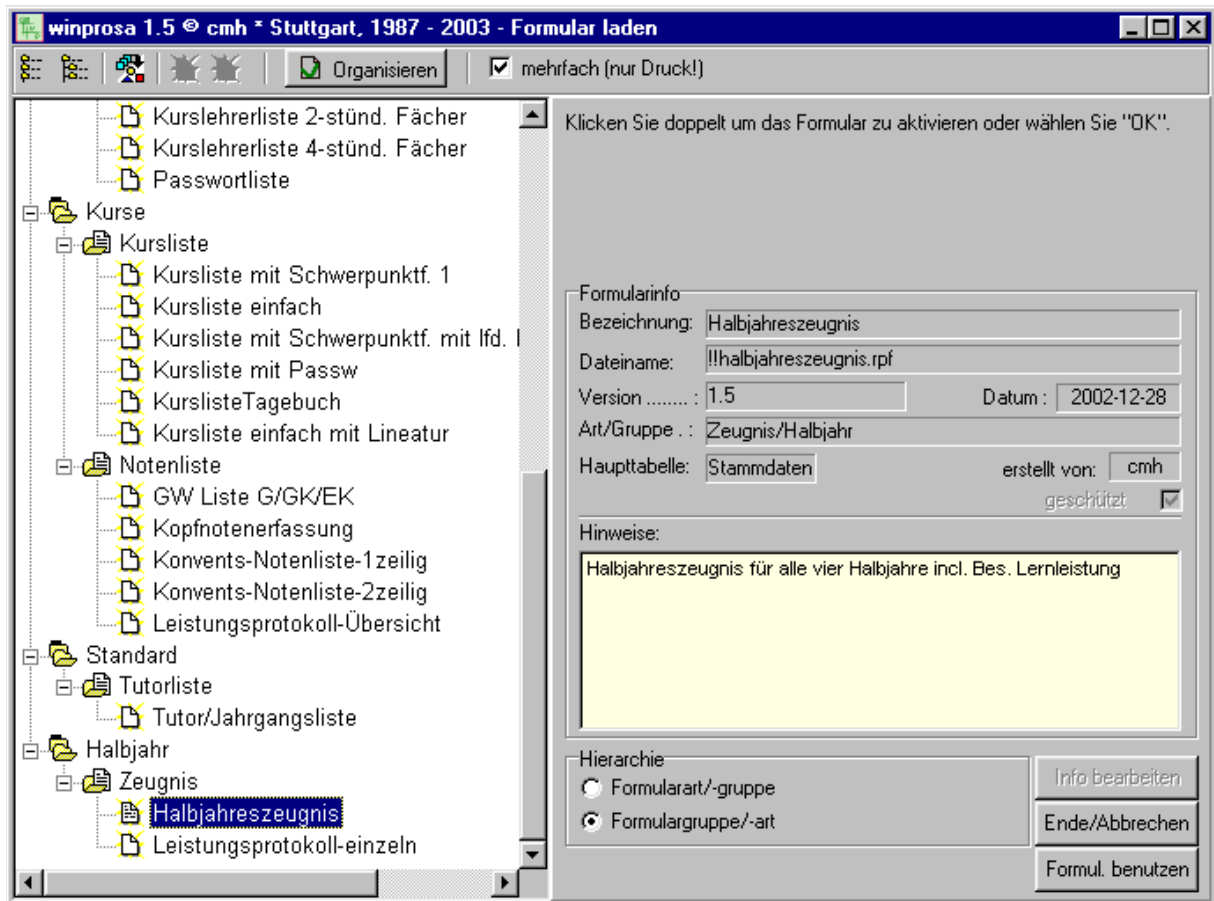 winprosa 1.5 © cmh * Stuttgart, 1987 - 2003 - Formular laden
Organisieren
mehrfach (nur Druck!)
Kurslehrerliste 2-stünd. Fächer
Kurslehrerliste 4-stünd. Fächer
Passwortliste
Kurse
Kursliste
Kursliste mit Schwerpunktf. 1
Kursliste einfach
Kursliste mit Schwerpunktf. mit lfd.
Kursliste mit Passw
KurslisteTagebuch
Kursliste einfach mit Lineatur
Notenliste
GW Liste G/GK/EK
Kopfnotenerfassung
Konvents-Notenliste-1zeilig
Konvents-Notenliste-2zeilig
Leistungsprotokoll-Übersicht
Standard
Tutorliste
Tutor/Jahrgangsliste
Halbjahr
Zeugnis
Halbjahreszeugnis
Leistungsprotokoll-einzeln
Klicken Sie doppelt um das Formular zu aktivieren oder wählen Sie "OK".
Formularinfo
Bezeichnung: Halbjahreszeugnis
Dateiname: !!halbjahreszeugnis.rpf
Version ........ : 1.5 Datum : 2002-12-28
Art/Gruppe . : Zeugnis/Halbjahr
Haupttabelle: Stammdaten erstellt von: cmh
geschützt
Hinweise:
Halbjahreszeugnis für alle vier Halbjahre incl. Bes. Lernleistung
Hierarchie
Formularart/-gruppe
Formulargruppe/-art
Info bearbeiten
Ende/Abbrechen
Formul. benutzen